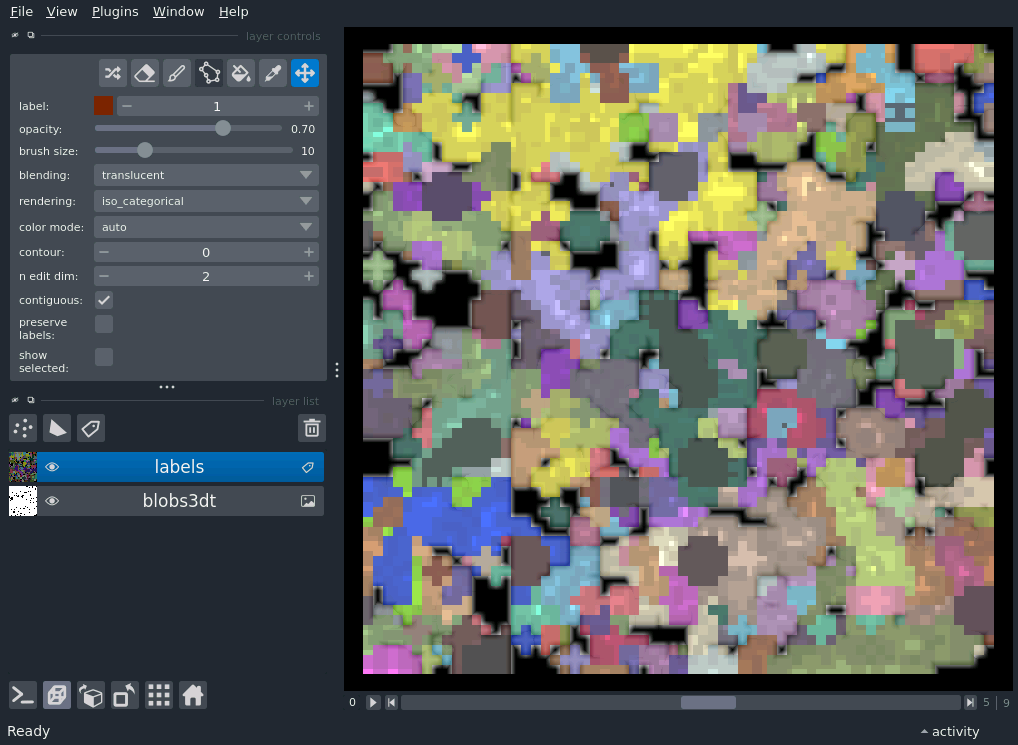 File View Plugins Window Help
layer controls
label: 1
opacity: 0.70
brush size: 10
blending: translucent
rendering: iso_categorical
color mode: auto
contour: 0
n edit dim: 2
contiguous:
preserve
labels:
show
selected:
layer list
labels
blobs3dt
0 5 | 9
Ready activity